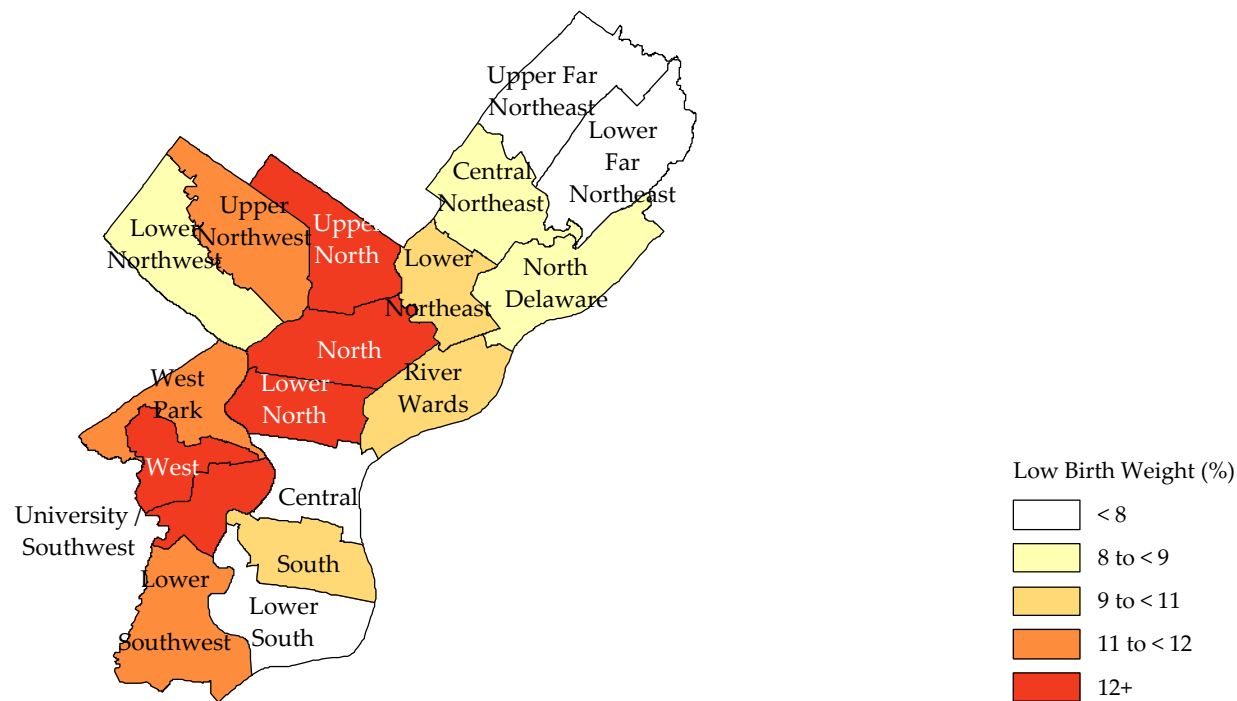 Upper Far
Northeast
Lower
Far
Northeast
Central
Northeast
Upper
Northwest
Lower
Northwest
Upper
North
Lower
Northeast
North
Delaware
North
River
Wards
West
Park
Lower
North
West
Central
University /
Southwest
South
Lower
Southwest
Lower
South
Low Birth Weight (%)
< 8
8 to < 9
9 to < 11
11 to < 12
12+